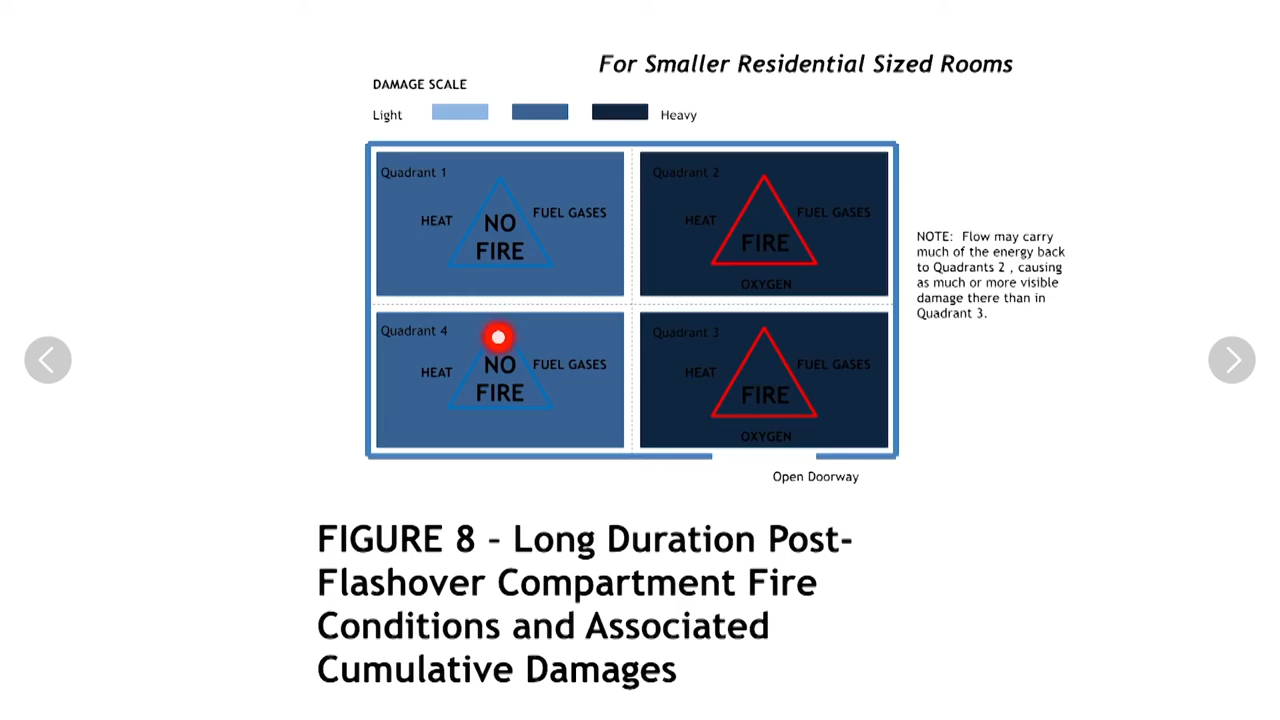 For Smaller Residential Sized Rooms
DAMAGE SCALE
Light
Heavy
Quadrant 1
HEAT
FUEL GASES
NO
FIRE
Quadrant 2
HEAT
FUEL GASES
FIRE
OXYGEN
NOTE: Flow may carry
much of the energy back
to Quadrants 2 , causing
as much or more visible
damage there than in
Quadrant 3.
Quadrant 4
HEAT
FUEL GASES
NO
FIRE
Quadrant 3
HEAT
FUEL GASES
FIRE
OXYGEN
Open Doorway
FIGURE 8 – Long Duration Post-
Flashover Compartment Fire
Conditions and Associated
Cumulative Damages